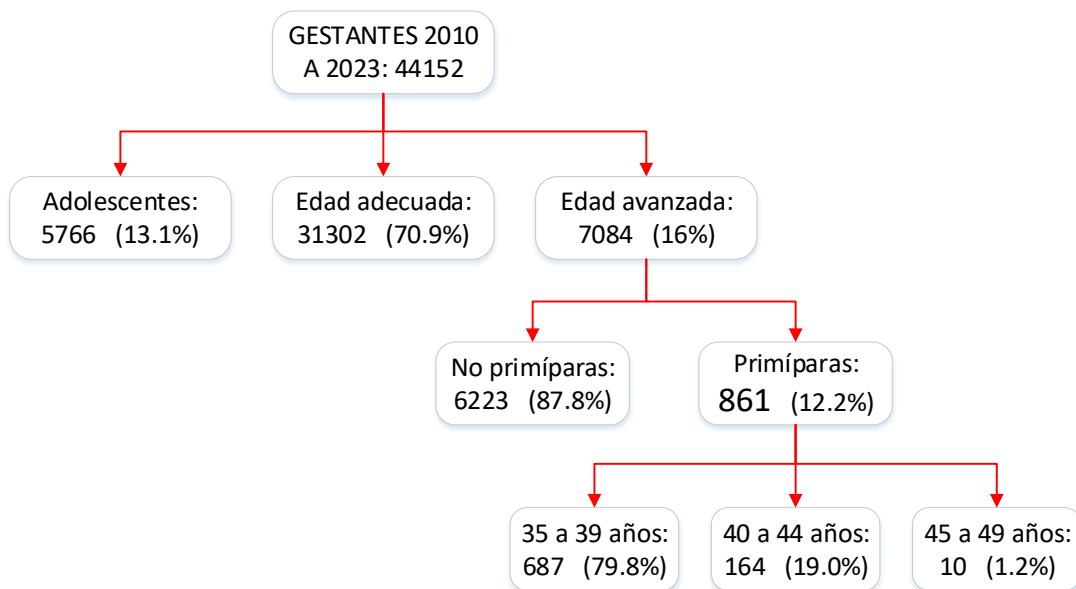 GESTANTES 2010
A 2023: 44152
Adolescentes:
5766 (13.1%)
Edad adecuada:
31302 (70.9%)
Edad avanzada:
7084 (16%)
No primíparas:
6223 (87.8%)
Primíparas:
861 (12.2%)
35 a 39 años:
687 (79.8%)
40 a 44 años:
164 (19.0%)
45 a 49 años:
10 (1.2%)